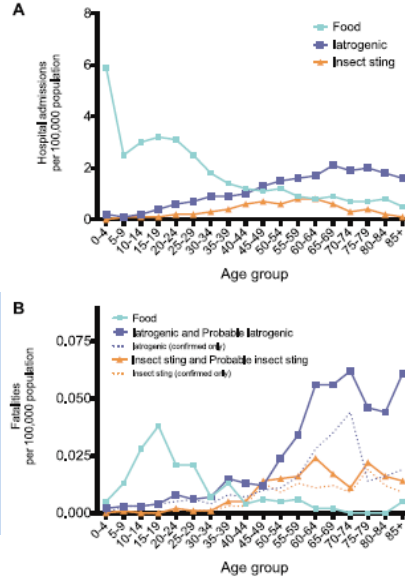 A
Food
Iatrogenic
Insect sting
Hospital admissions
per 100,000 population
8
6
4
2
0
0-4
5-9
10-14
15-19
20-24
25-29
30-34
35-39
40-44
45-49
50-54
55-59
60-64
65-69
70-74
75-79
80-84
85+
Age group
B
Food
Iatrogenic and Probable Iatrogenic
Iatrogenic (confirmed only)
Insect sting and Probable insect sting
Insect sting (confirmed only)
Fatalities
per 100,000 population
0.075
0.050
0.025
0.000
0-4
5-9
10-14
15-19
20-24
25-29
30-34
35-39
40-44
45-49
50-54
55-59
60-64
65-69
70-74
75-79
80-84
85+
Age group